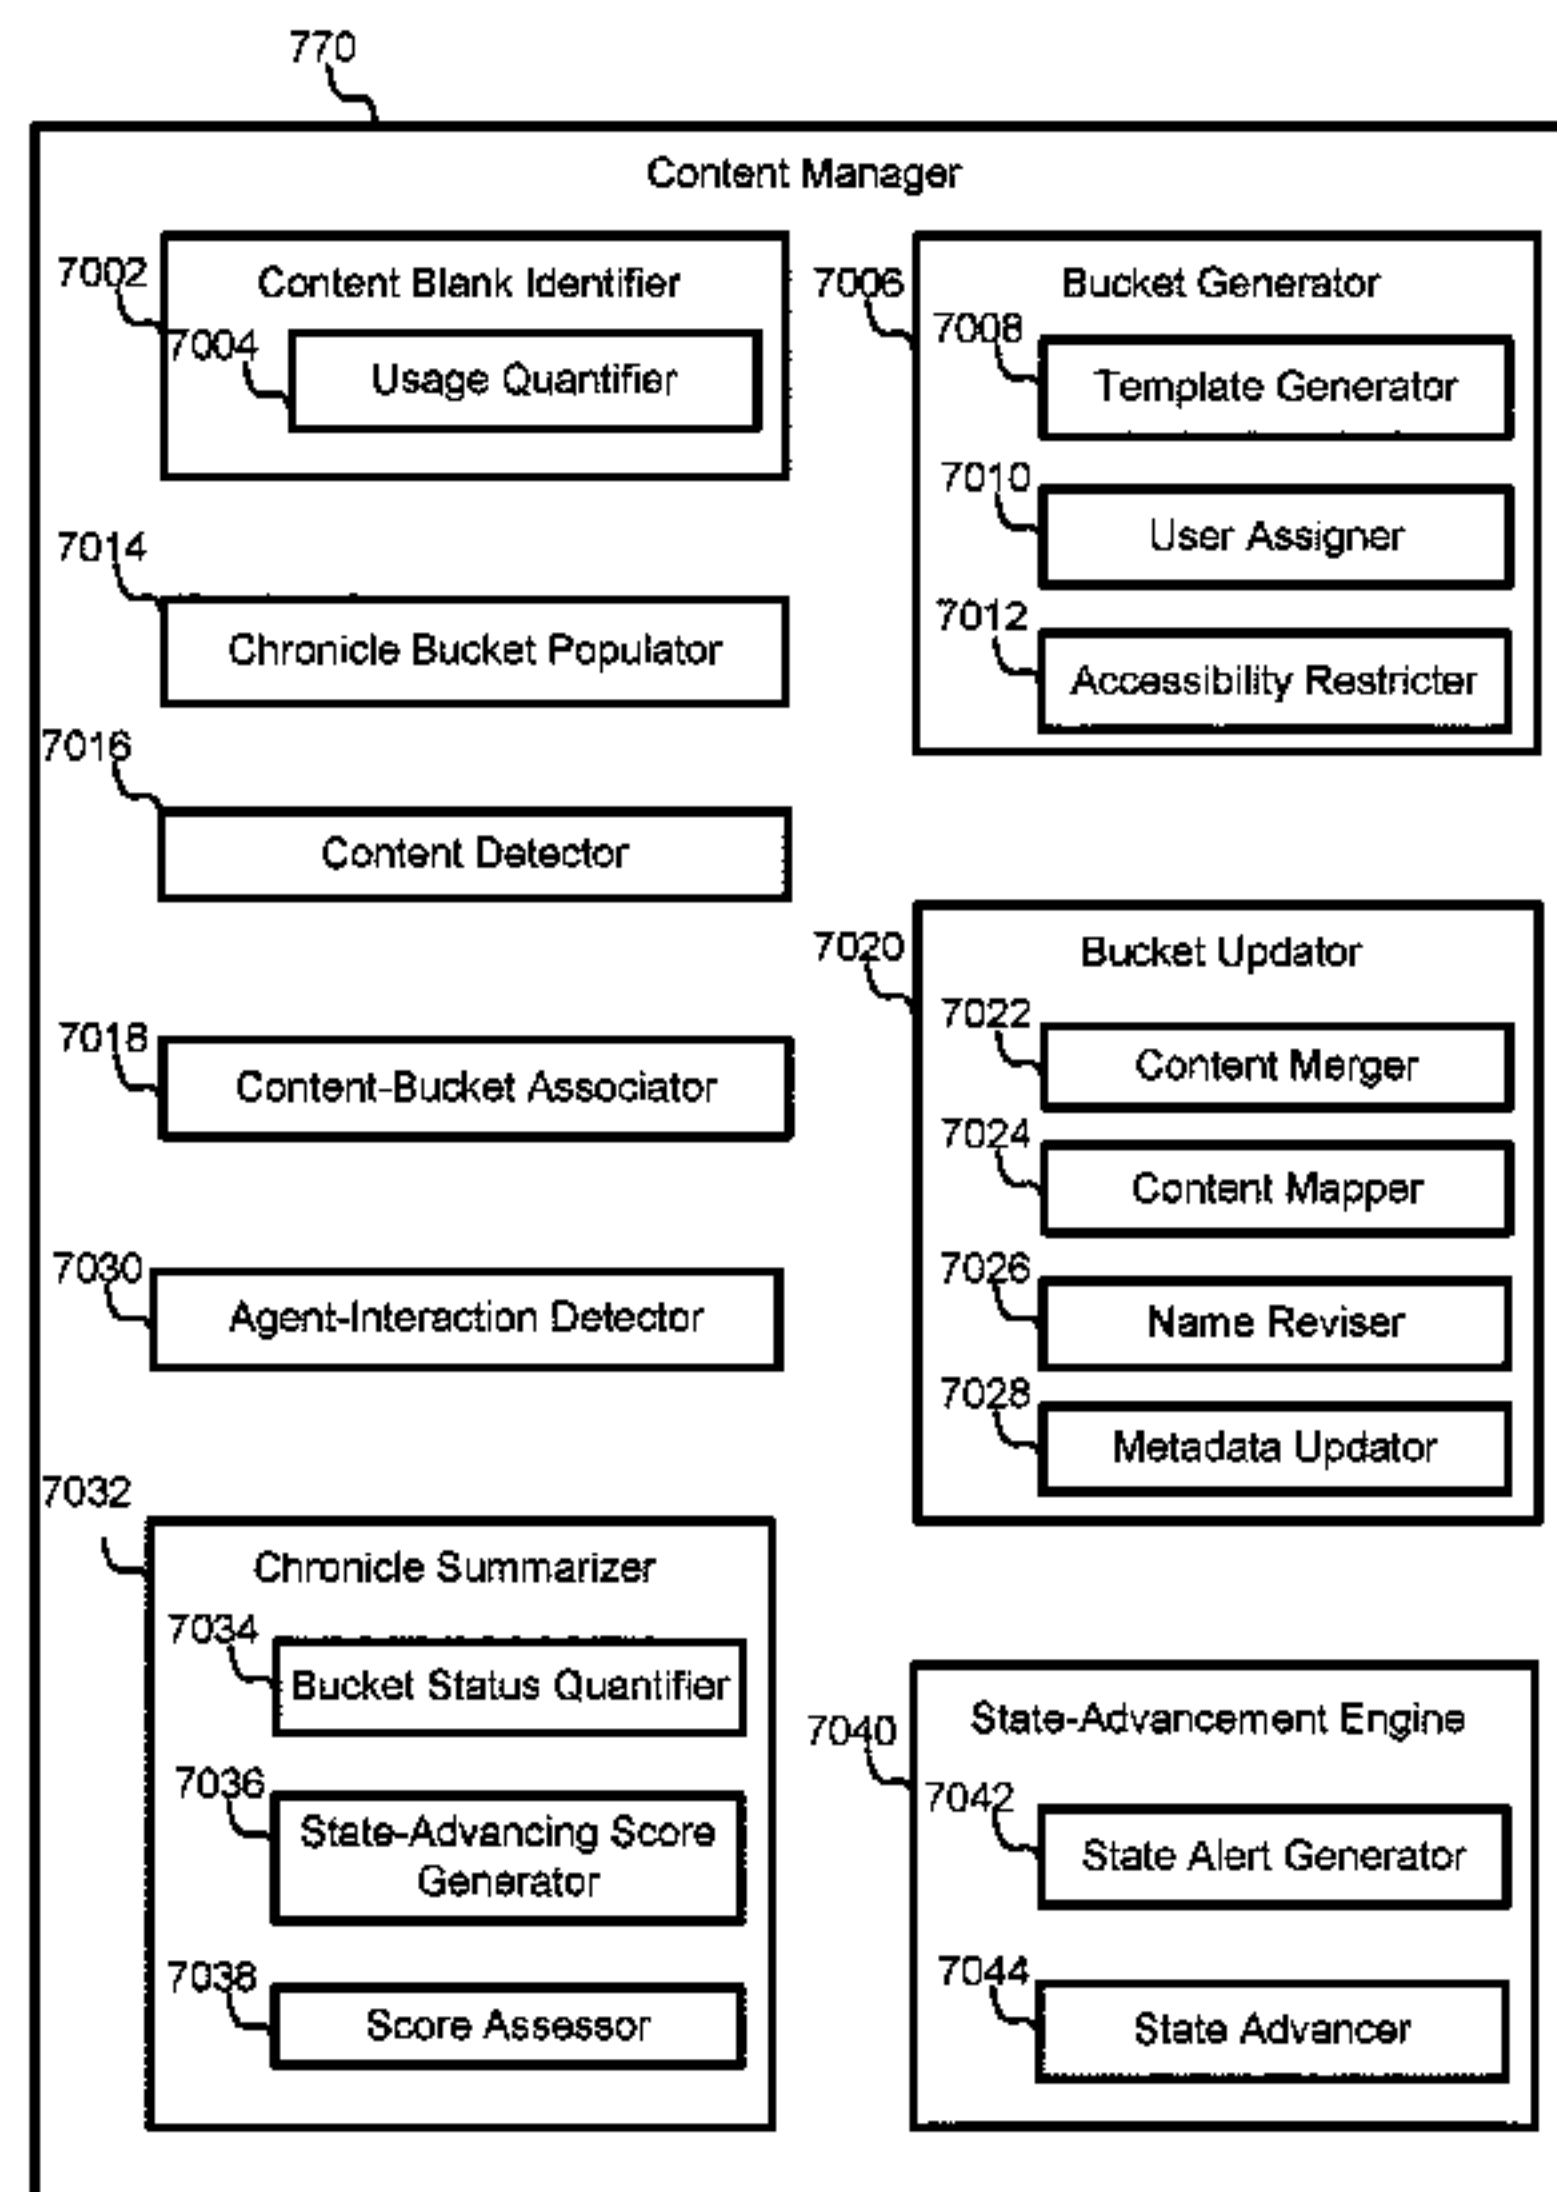 770
Content Manager
7002
Content Blank Identifier
7004
Usage Quantifier
7006
Bucket Generator
7008
Template Generator
7010
User Assigner
7012
Accessibility Restricter
7014
Chronicle Bucket Populator
7016
Content Detector
7018
Content-Bucket Associator
7020
Bucket Updator
7022
Content Merger
7024
Content Mapper
7026
Name Reviser
7028
Metadata Updator
7030
Agent-Interaction Detector
7032
Chronicle Summarizer
7034
Bucket Status Quantifier
7036
State-Advancing Score
Generator
7038
Score Assessor
7040
State-Advancement Engine
7042
State Alert Generator
7044
State Advancer